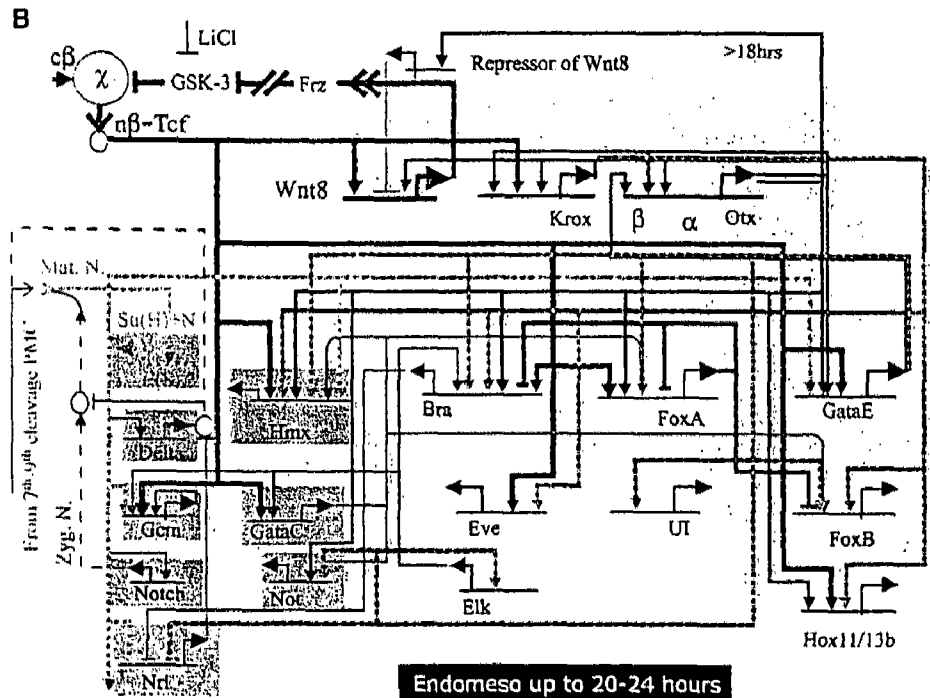 B
LiCl
cβ
χ
GSK-3
Frz
Repressor of Wnt8
>18hrs
nβ-Tcf
Wnt8
Krox
β
α
Otx
Mat. N.
Su(H)+N
Bra
FoxA
GataE
Hmx
Delta
From 7th-9th cleavage PMC
Zyg. N.
Gcm
GataC
Eve
UI
FoxB
Notch
Not
Elk
Hox11/13b
Nrl
Endomeso up to 20-24 hours